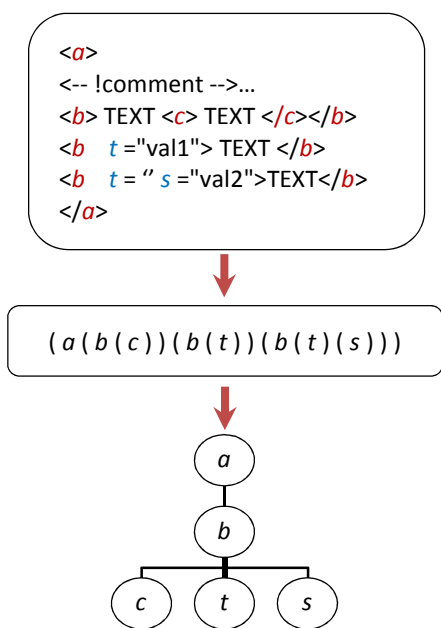 <a>
<-- !comment -->...
<b> TEXT <c> TEXT </c></b>
<b t ="val1"> TEXT </b>
<b t = ‘’ s ="val2">TEXT</b>
</a>
( a ( b ( c ) ) ( b ( t ) ) ( b ( t ) ( s ) ) )
a
b
c t s